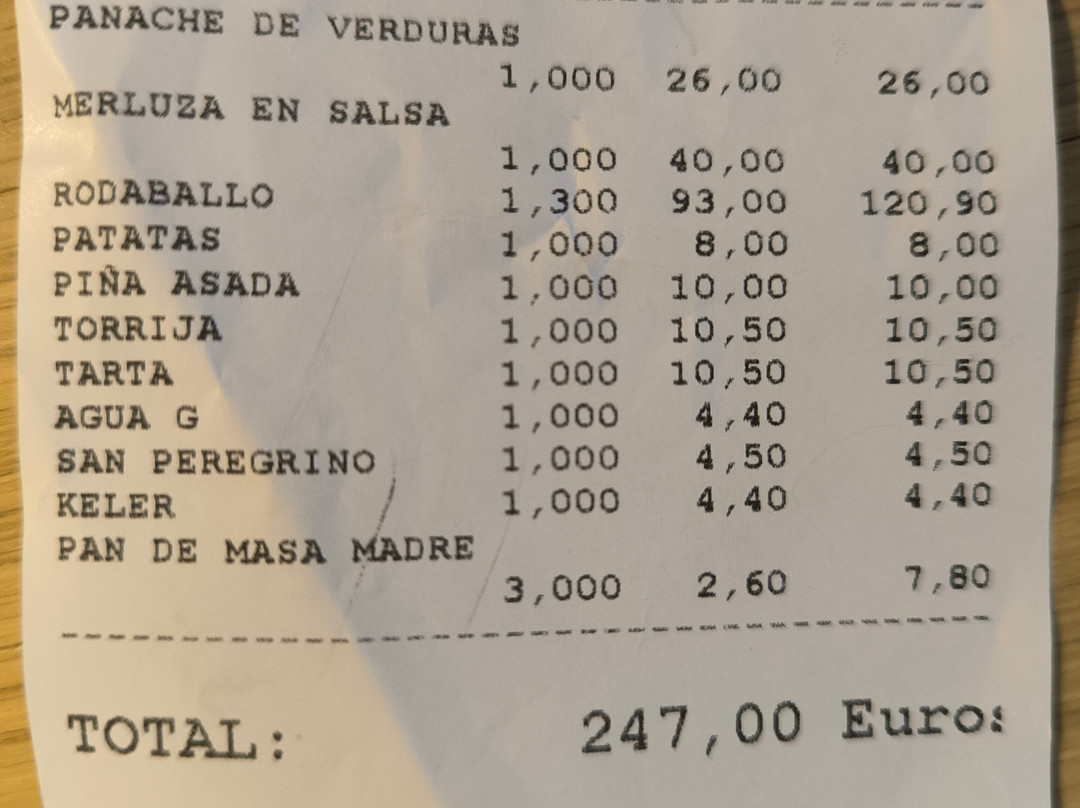 PANACHE DE VERDURAS
1,000 26,00 26,00
MERLUZA EN SALSA
1,000 40,00 40,00
RODABALLO 1,300 93,00 120,90
PATATAS 1,000 8,00 8,00
PIÑA ASADA 1,000 10,00 10,00
TORRIJA 1,000 10,50 10,50
TARTA 1,000 10,50 10,50
AGUA G 1,000 4,40 4,40
SAN PEREGRINO 1,000 4,50 4,50
KELER 1,000 4,40 4,40
PAN DE MASA MADRE
3,000 2,60 7,80
TOTAL: 247,00 Euros